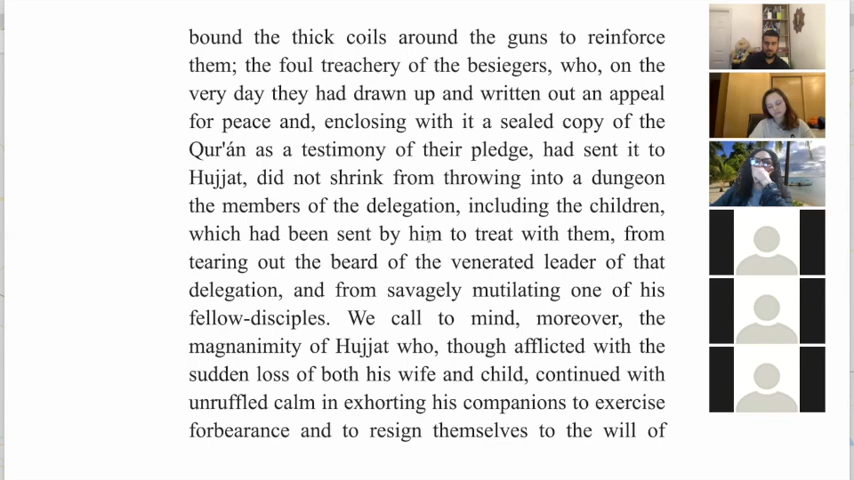 bound the thick coils around the guns to reinforce
them; the foul treachery of the besiegers, who, on the
very day they had drawn up and written out an appeal
for peace and, enclosing with it a sealed copy of the
Qur'án as a testimony of their pledge, had sent it to
Hujjat, did not shrink from throwing into a dungeon
the members of the delegation, including the children,
which had been sent by him to treat with them, from
tearing out the beard of the venerated leader of that
delegation, and from savagely mutilating one of his
fellow-disciples. We call to mind, moreover, the
magnanimity of Hujjat who, though afflicted with the
sudden loss of both his wife and child, continued with
unruffled calm in exhorting his companions to exercise
forbearance and to resign themselves to the will of